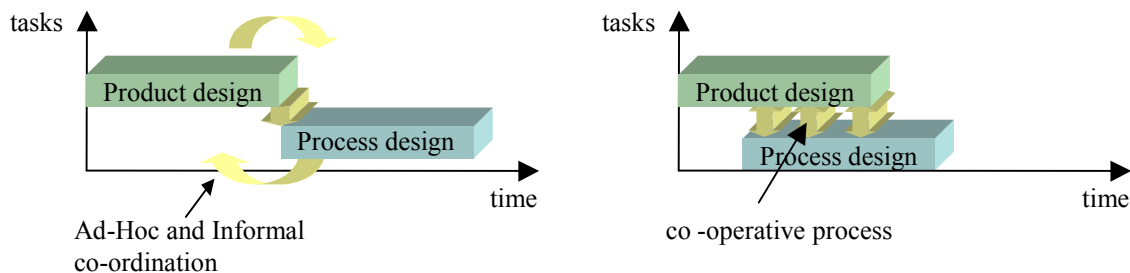 tasks
Product design
Process design
time
Ad-Hoc and Informal
co-ordination
tasks
Product design
Process design
time
co -operative process